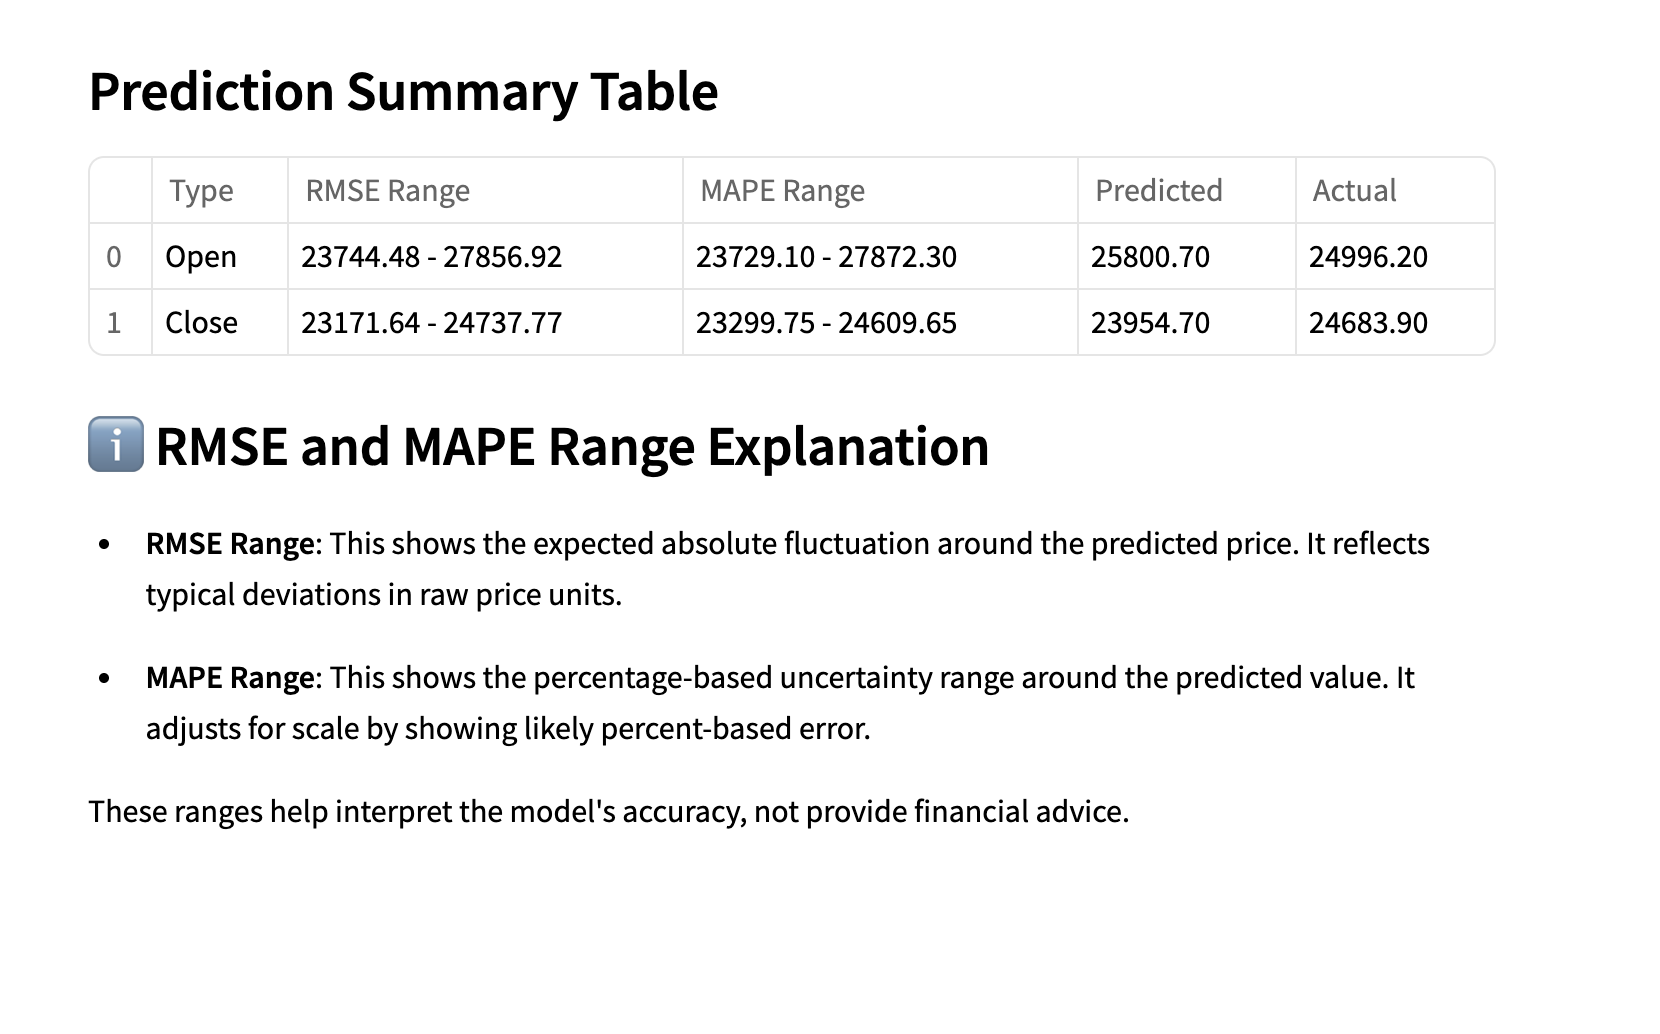 Prediction Summary Table
Type RMSE Range MAPE Range Predicted Actual
0 Open 23744.48 - 27856.92 23729.10 - 27872.30 25800.70 24996.20
1 Close 23171.64 - 24737.77 23299.75 - 24609.65 23954.70 24683.90
ℹ️ RMSE and MAPE Range Explanation
• RMSE Range: This shows the expected absolute fluctuation around the predicted price. It reflects
typical deviations in raw price units.
• MAPE Range: This shows the percentage-based uncertainty range around the predicted value. It
adjusts for scale by showing likely percent-based error.
These ranges help interpret the model's accuracy, not provide financial advice.